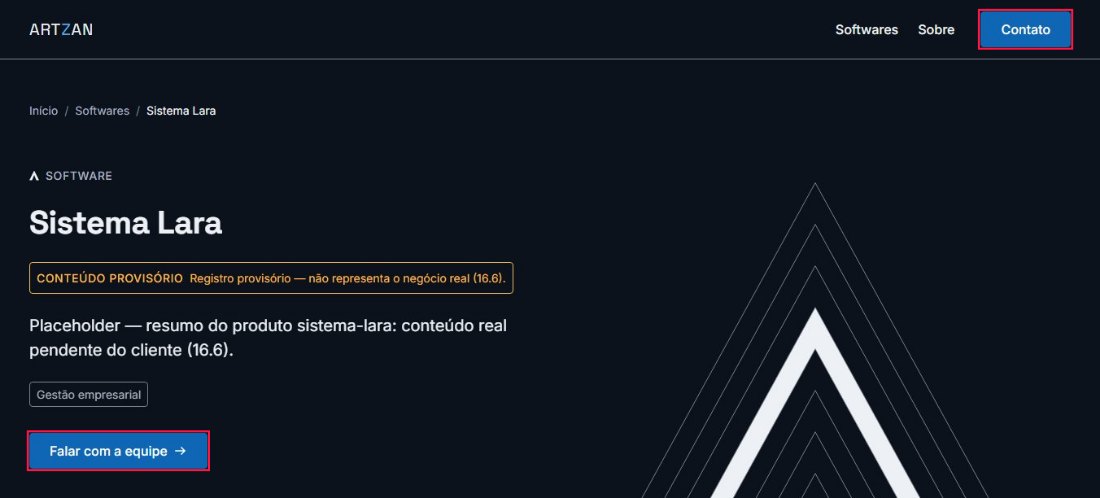 ARTZAN
Softwares Sobre Contato
Início / Softwares / Sistema Lara
SOFTWARE
Sistema Lara
CONTEÚDO PROVISÓRIO Registro provisório — não representa o negócio real (16.6).
Placeholder — resumo do produto sistema-lara: conteúdo real
pendente do cliente (16.6).
Gestão empresarial
Falar com a equipe →